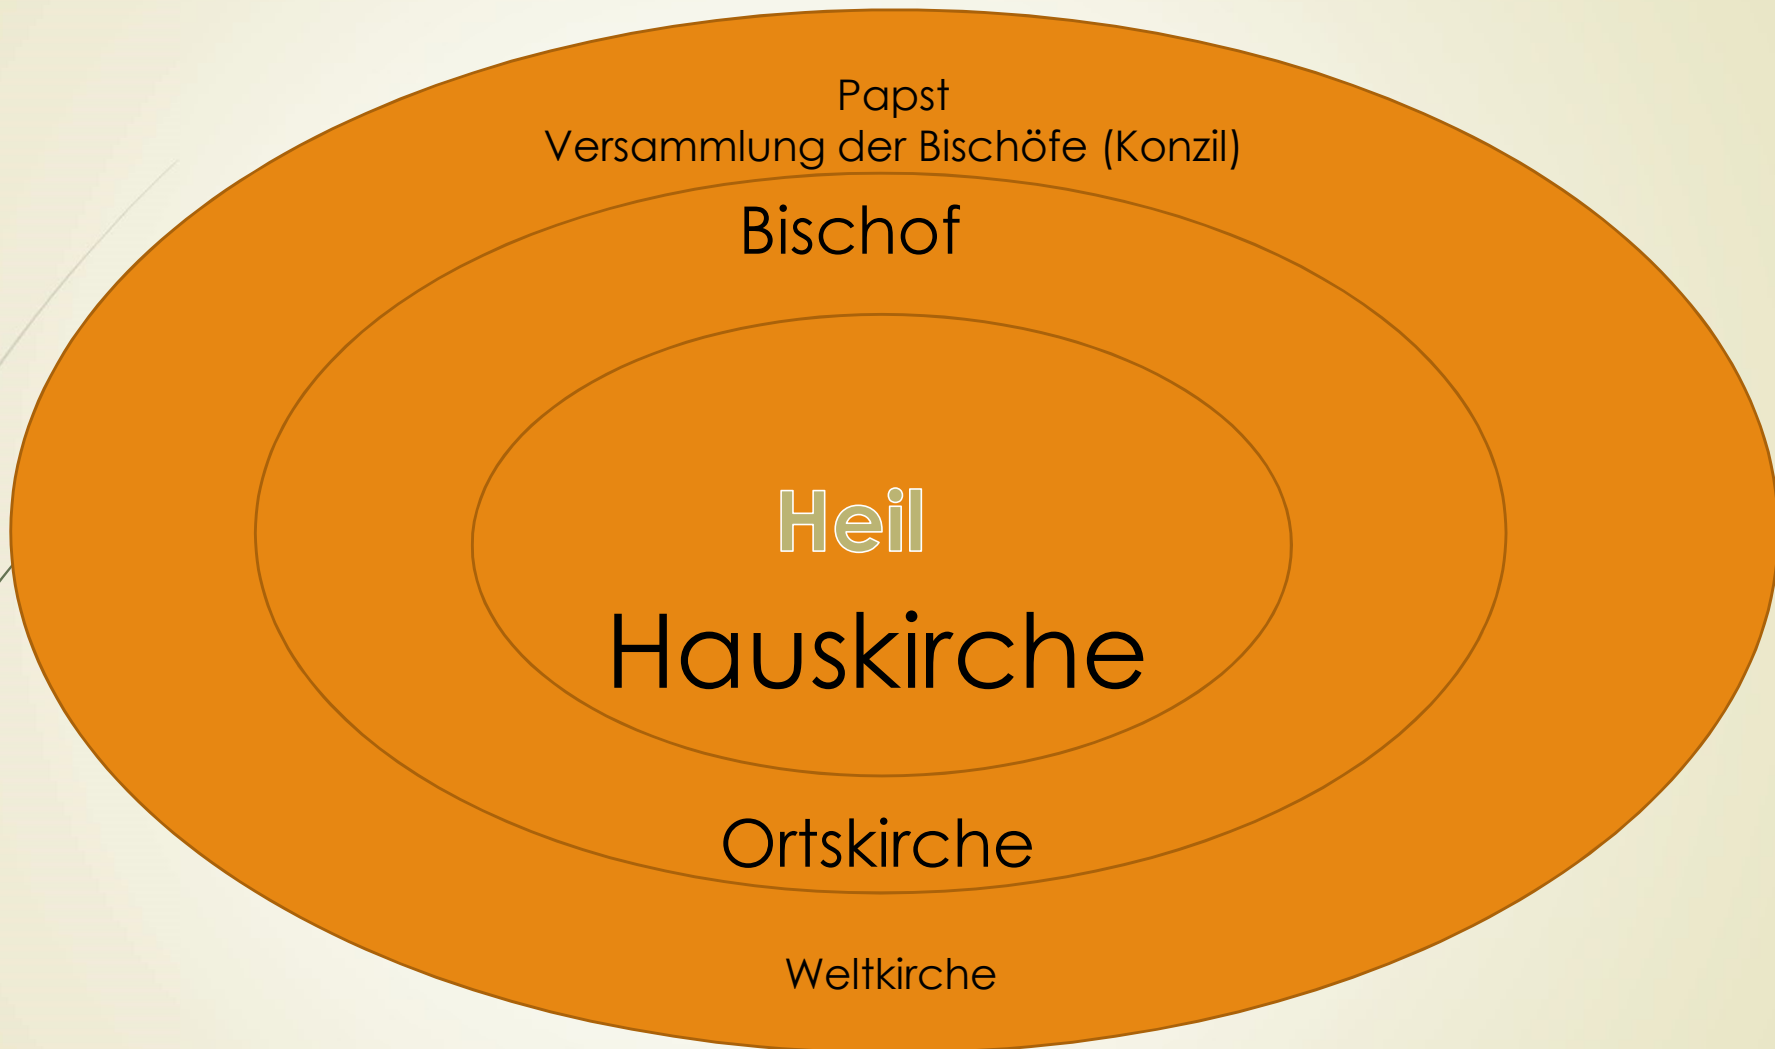 Papst
Versammlung der Bischöfe (Konzil)
Bischof
Heil
Hauskirche
Ortskirche
Weltkirche